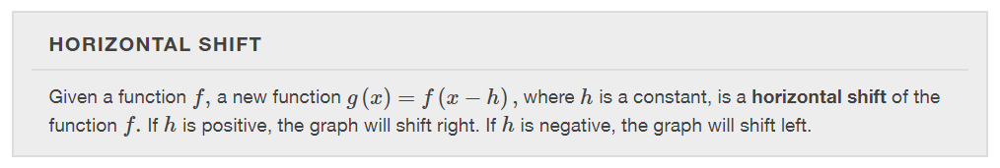 HORIZONTAL SHIFT
Given a function f, a new function g (x) = f (x − h) , where h is a constant, is a horizontal shift of the
function f. If h is positive, the graph will shift right. If h is negative, the graph will shift left.